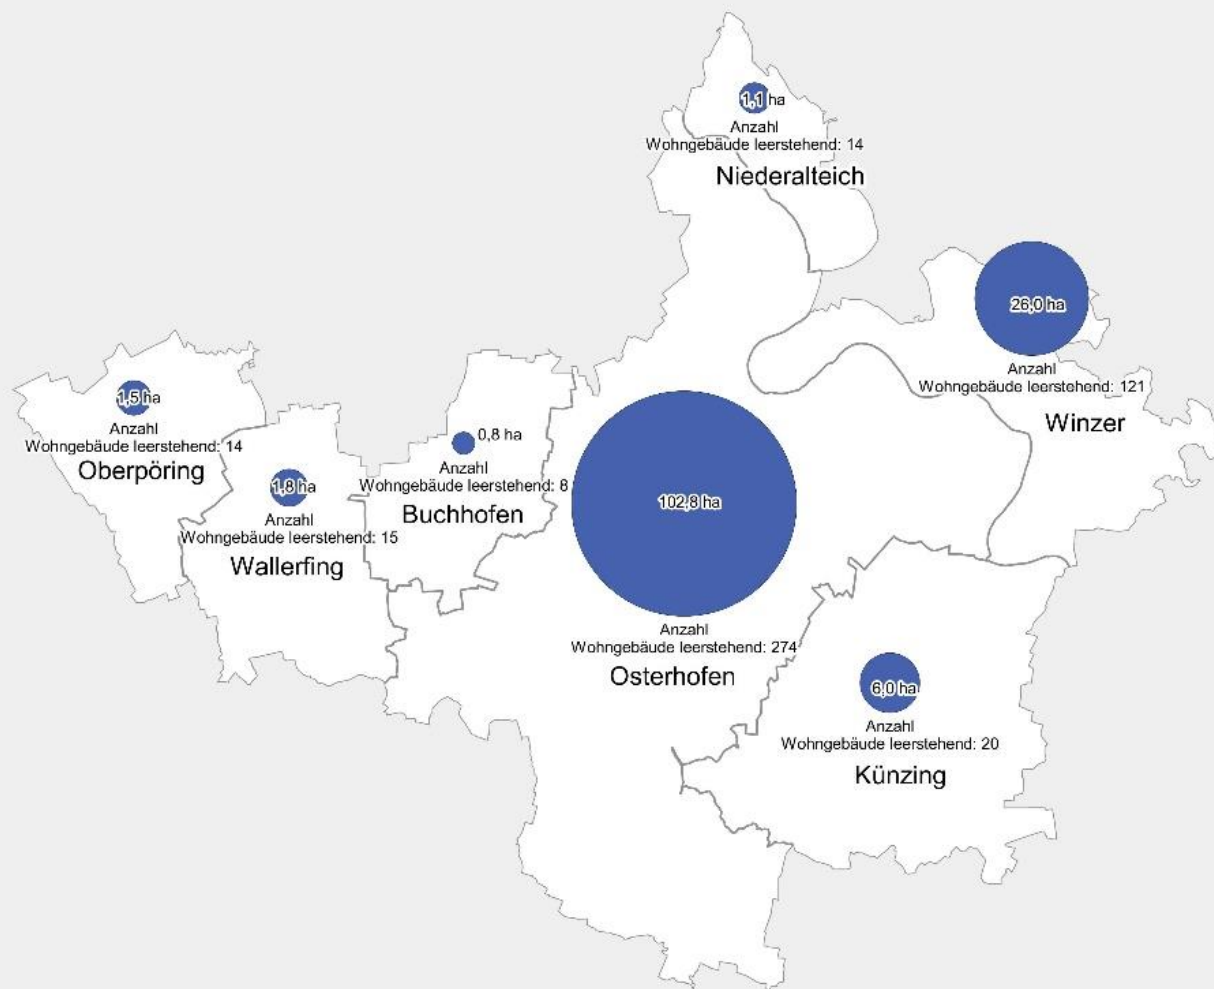 1,1 ha
Anzahl
Wohngebäude leerstehend: 14
Niederalteich
26,0 ha
Anzahl
Wohngebäude leerstehend: 121
Winzer
1,5 ha
Anzahl
Wohngebäude leerstehend: 14
Oberpöring
1,8 ha
Anzahl
Wohngebäude leerstehend: 15
Wallerfing
0,8 ha
Anzahl
Wohngebäude leerstehend: 8
Buchhofen
102,8 ha
Anzahl
Wohngebäude leerstehend: 274
Osterhofen
6,0 ha
Anzahl
Wohngebäude leerstehend: 20
Künzing